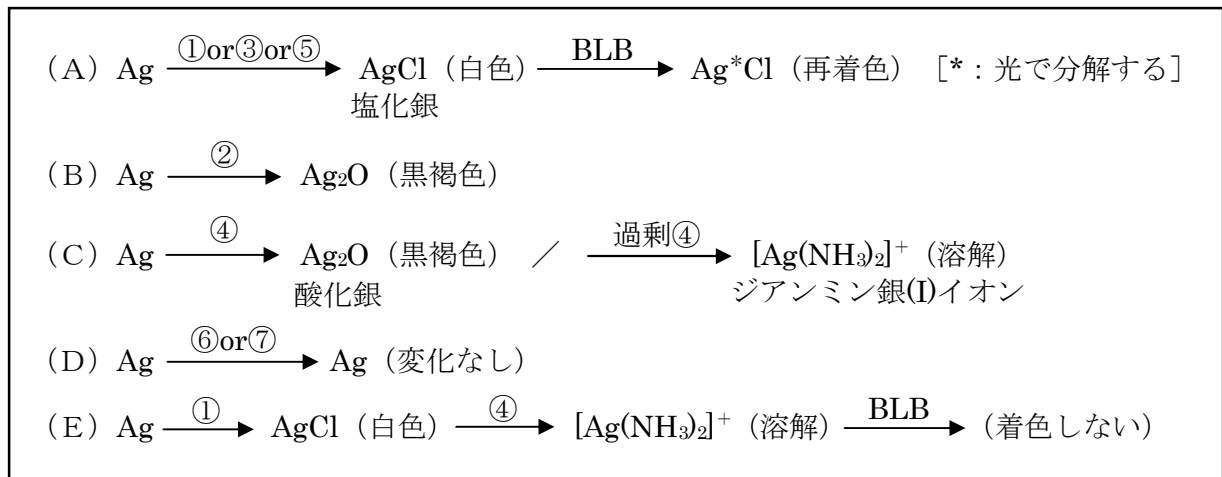 (A) Ag ①or③or⑤ AgCl(白色) BLB Ag*Cl(再着色) [*:光で分解する]
塩化銀
(B) Ag ② Ag₂O(黒褐色)
(C) Ag ④ Ag₂O(黒褐色) / 過剰④ [Ag(NH₃)₂]⁺(溶解)
酸化銀 ジアンミン銀(I)イオン
(D) Ag ⑥or⑦ Ag(変化なし)
(E) Ag ① AgCl(白色) ④ [Ag(NH₃)₂]⁺(溶解) BLB (着色しない)